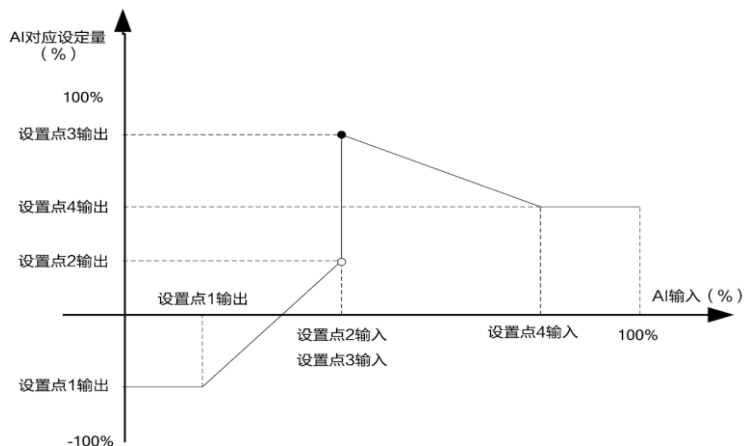 AI对应设定量
（%）
100%
设置点3输出
设置点4输出
设置点2输出
设置点1输出
AI输入（%）
设置点2输入
设置点4输入
100%
设置点3输入
设置点1输出
-100%